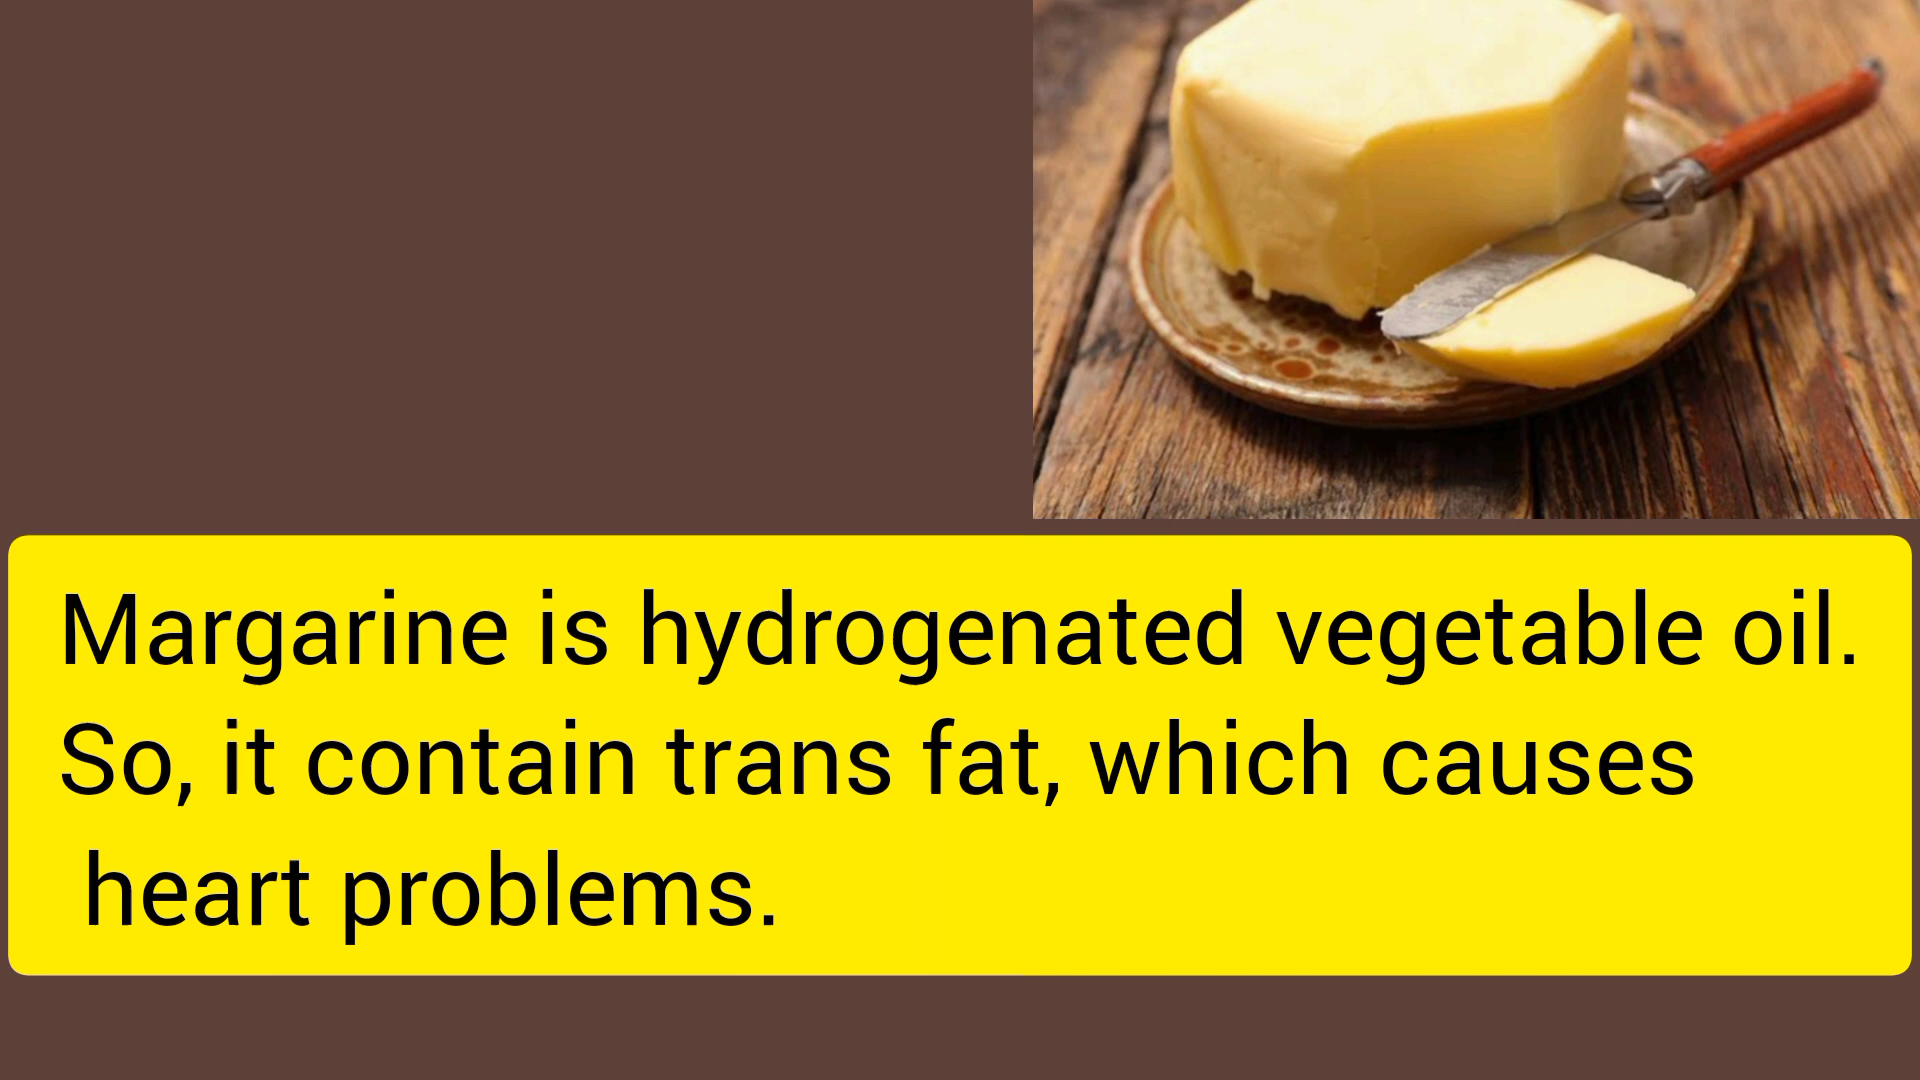 Margarine is hydrogenated vegetable oil.
So, it contain trans fat, which causes
heart problems.